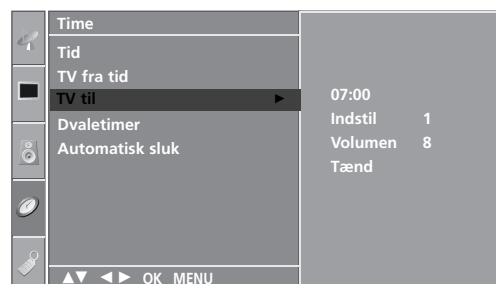 Time
Tid
TV fra tid
TV til ►
Dvaletimer
Automatisk sluk
07:00
Indstil 1
Volumen 8
Tænd
▲▼ ◄► OK MENU